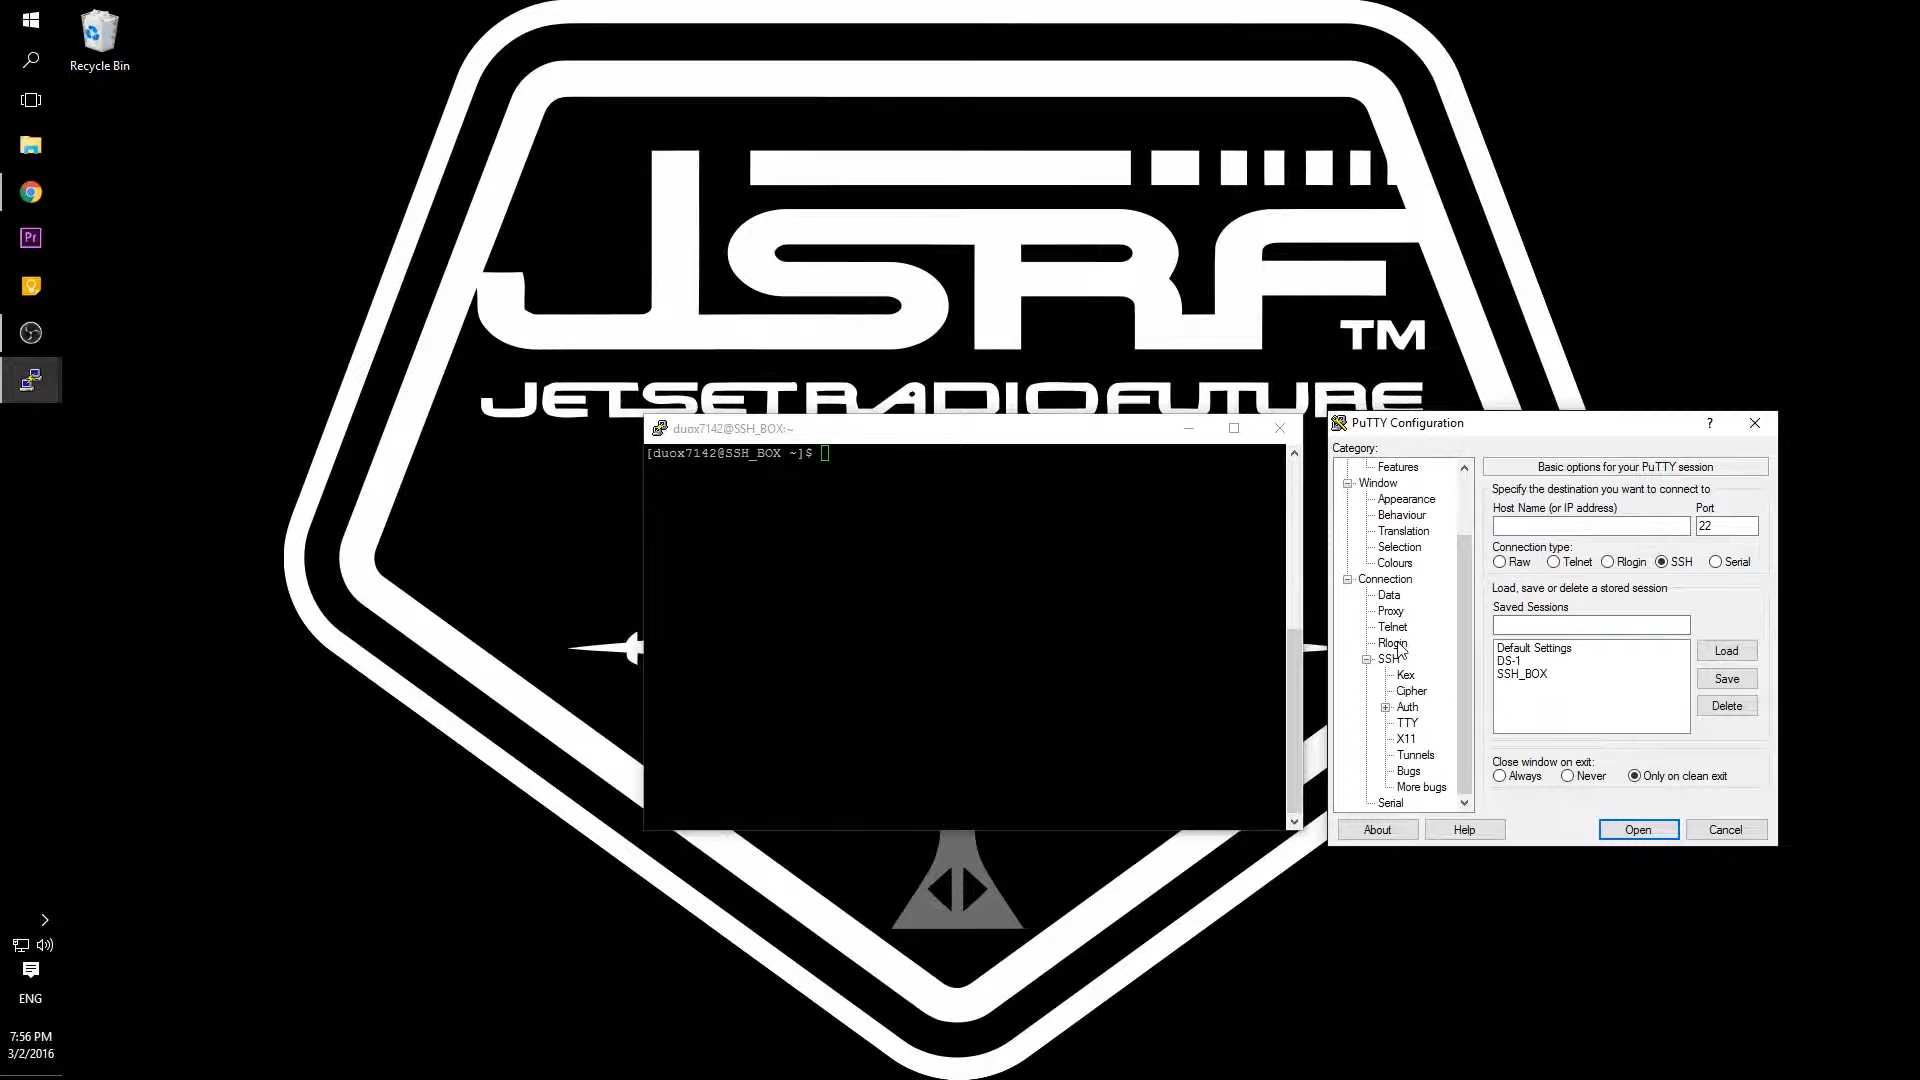 Recycle Bin
Pr
ENG
7:56 PM
3/2/2016
JSRF
TM
JETSETRADIOFUTURE
duox7142@SSH_BOX:~
[duox7142@SSH_BOX ~]$
PuTTY Configuration
?
Category:
Features
Window
Appearance
Behaviour
Translation
Selection
Colours
Connection
Data
Proxy
Telnet
Rlogin
SSH
Kex
Cipher
Auth
TTY
X11
Tunnels
Bugs
More bugs
Serial
Basic options for your PuTTY session
Specify the destination you want to connect to
Host Name (or IP address) Port
22
Connection type:
Raw Telnet Rlogin SSH Serial
Load, save or delete a stored session
Saved Sessions
Default Settings
DS-1
SSH_BOX
Load
Save
Delete
Close window on exit:
Always Never Only on clean exit
About Help Open Cancel